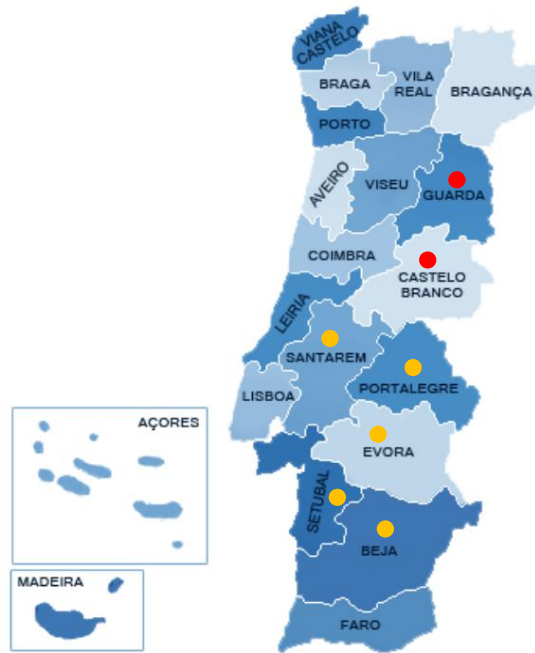 VIANA
CASTELO
BRAGA
VILA
REAL
BRAGANÇA
PORTO
AVEIRO
VISEU
GUARDA
COIMBRA
CASTELO
BRANCO
LEIRIA
SANTAREM
PORTALEGRE
LISBOA
AÇORES
EVORA
SETUBAL
BEJA
MADEIRA
FARO